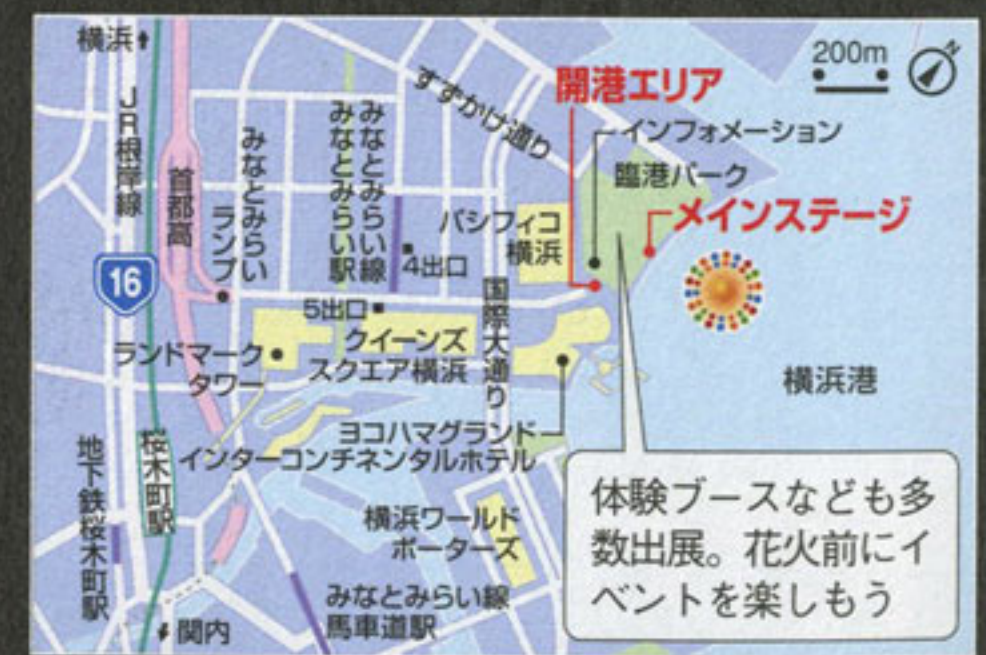 横浜
200m
N
開港エリア
インフォメーション
臨港パーク
メインステージ
すずかけ通り
JR根岸線
首都高
みなとみらい
ランプ
みなとみらい線
みなとみらい駅
4出口
パシフィコ
横浜
16
5出口
国際大通り
クイーンズ
スクエア横浜
ランドマーク
タワー
横浜港
ヨコハマグランド
インターコンチネンタルホテル
地下鉄桜木町駅
桜木町駅
横浜ワールド
ポーターズ
みなとみらい線
馬車道駅
関内
体験ブースなども多
数出展。花火前にイ
ベントを楽しもう